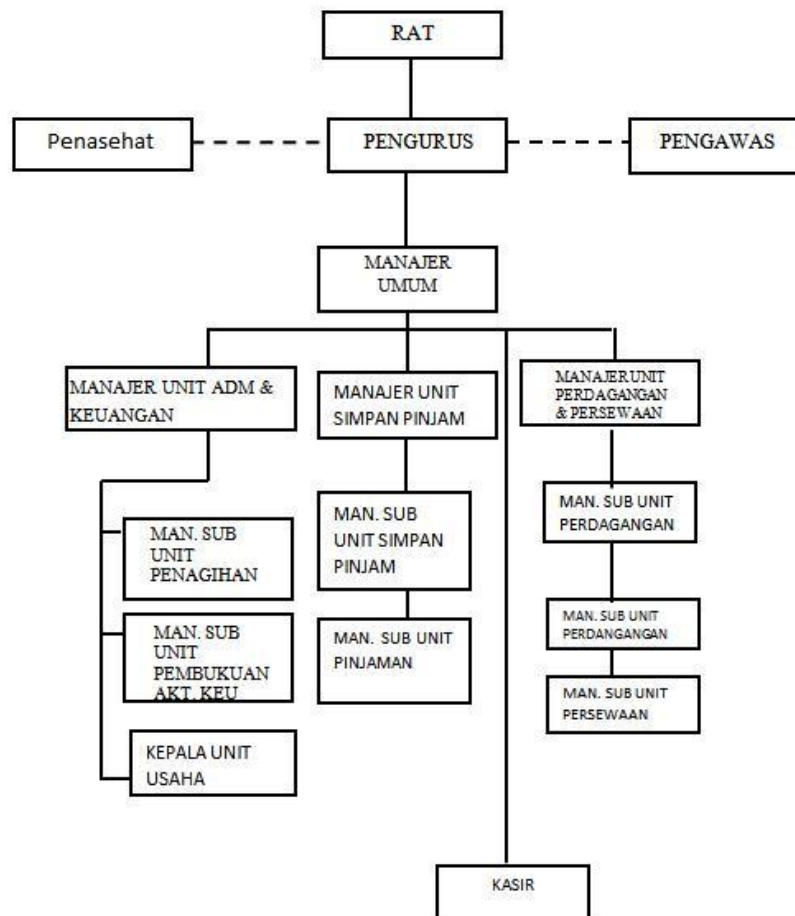 RAT
Penasehat
PENGURUS
PENGAWAS
MANAJER
UMUM
MANAJER UNIT ADM &
KEUANGAN
MANAJER UNIT
SIMPAN PINJAM
MANAJERUNIT
PERDAGANGAN
& PERSEWAAN
MAN. SUB
UNIT
PENAGIHAN
MAN. SUB
UNIT SIMPAN
PINJAM
MAN. SUB UNIT
PERDAGANGAN
MAN. SUB
UNIT
PEMBUKUAN
AKT. KEU
MAN. SUB UNIT
PINJAMAN
MAN. SUB UNIT
PERDANGANGAN
MAN. SUB UNIT
PERSEWAAN
KEPALA UNIT
USAHA
KASIR